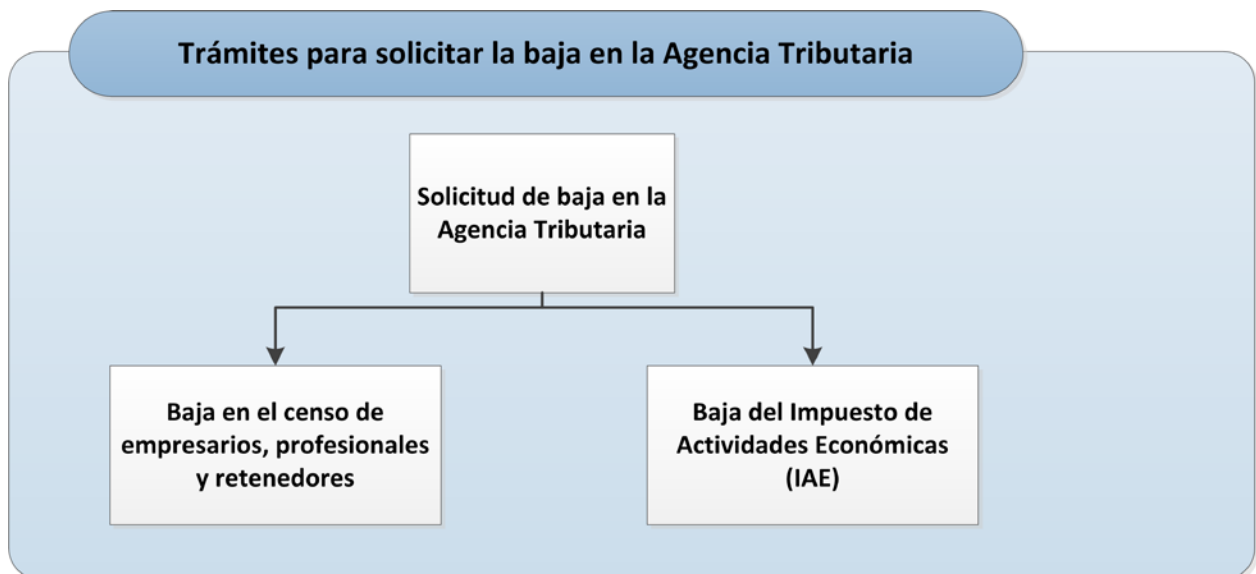 Trámites para solicitar la baja en la Agencia Tributaria
Solicitud de baja en la
Agencia Tributaria
Baja en el censo de
empresarios, profesionales
y retenedores
Baja del Impuesto de
Actividades Económicas
(IAE)